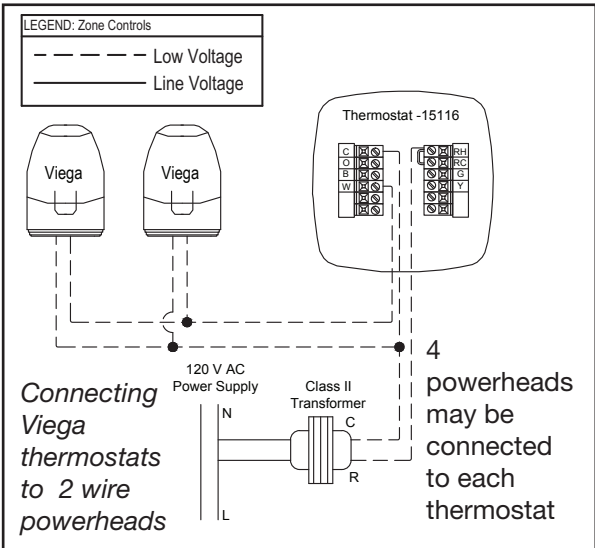 LEGEND: Zone Controls
Low Voltage
Line Voltage
Thermostat -15116
C
O
B
W
RH
RC
G
Y
Viega
Viega
120 V AC
Power Supply
N
L
Class II
Transformer
C
R
Connecting
Viega
thermostats
to 2 wire
powerheads
4
powerheads
may be
connected
to each
thermostat